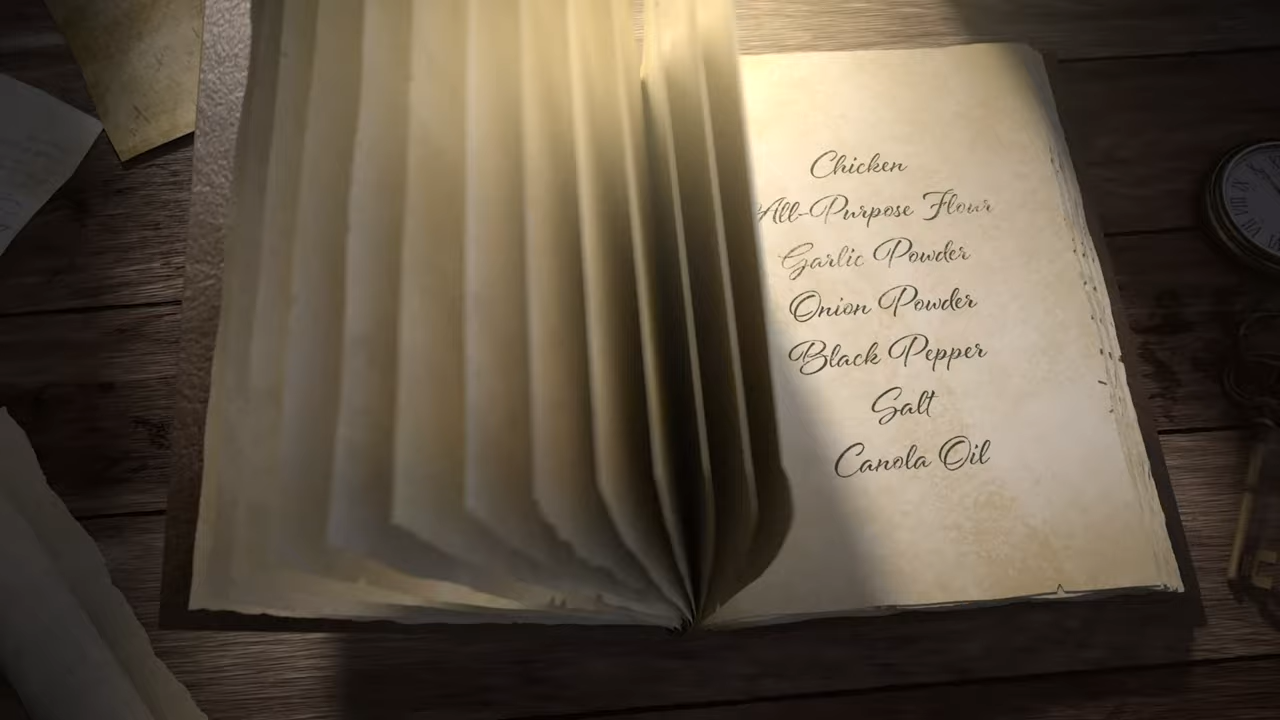 Chicken
All-Purpose Flour
Garlic Powder
Onion Powder
Black Pepper
Salt
Canola Oil